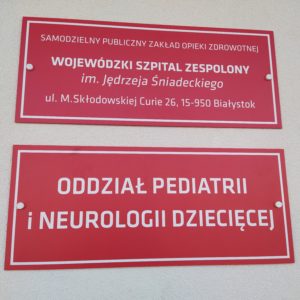 SAMODZIELNY PUBLICZNY ZAKŁAD OPIEKI ZDROWOTNEJ
WOJEWÓDZKI SZPITAL ZESPOLONY
im. Jędrzeja Śniadeckiego
ul. M.Skłodowskiej Curie 26, 15-950 Białystok
ODDZIAŁ PEDIATRII
i NEUROLOGII DZIECIĘCEJ